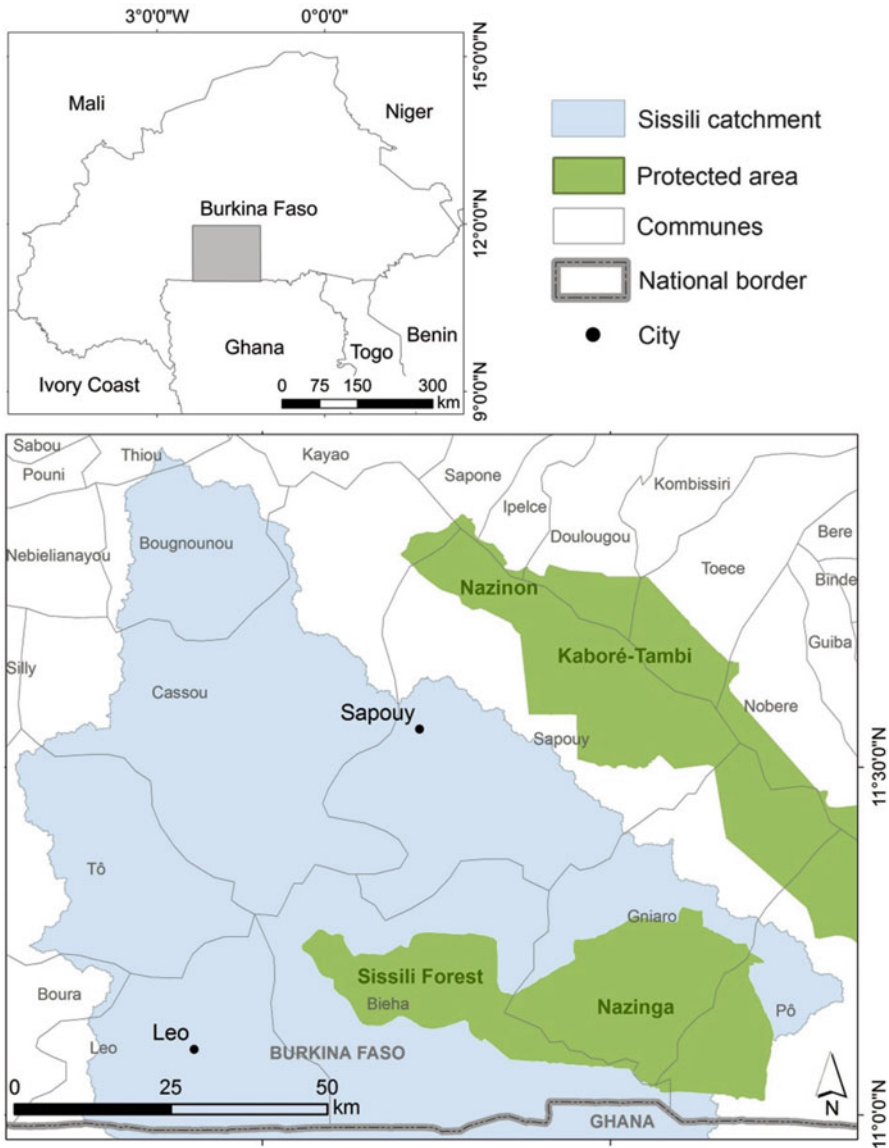 3°0'0"W
0°0'0"
15°0'0"N
Mali
Niger
Burkina Faso
12°0'0"N
Ghana
Togo
Benin
Ivory Coast
0 75 150 300
km
9°0'0"N
Sissili catchment
Protected area
Communes
National border
City
Sabou
Pouni
Thiou
Kayao
Sapone
Kombissiri
Ipelce
Doulougou
Bere
Nebielianayou
Bougnounou
Toece
Binde
Nazinon
Guiba
Kaboré-Tambi
Silly
Cassou
Nobere
Sapouy
Sapouy
11°30'0"N
Tô
Gniaro
Sissili Forest
Bieha
Nazinga
Pô
Boura
Leo
Leo
BURKINA FASO
0 25 50
km
N
GHANA
11°0'0"N